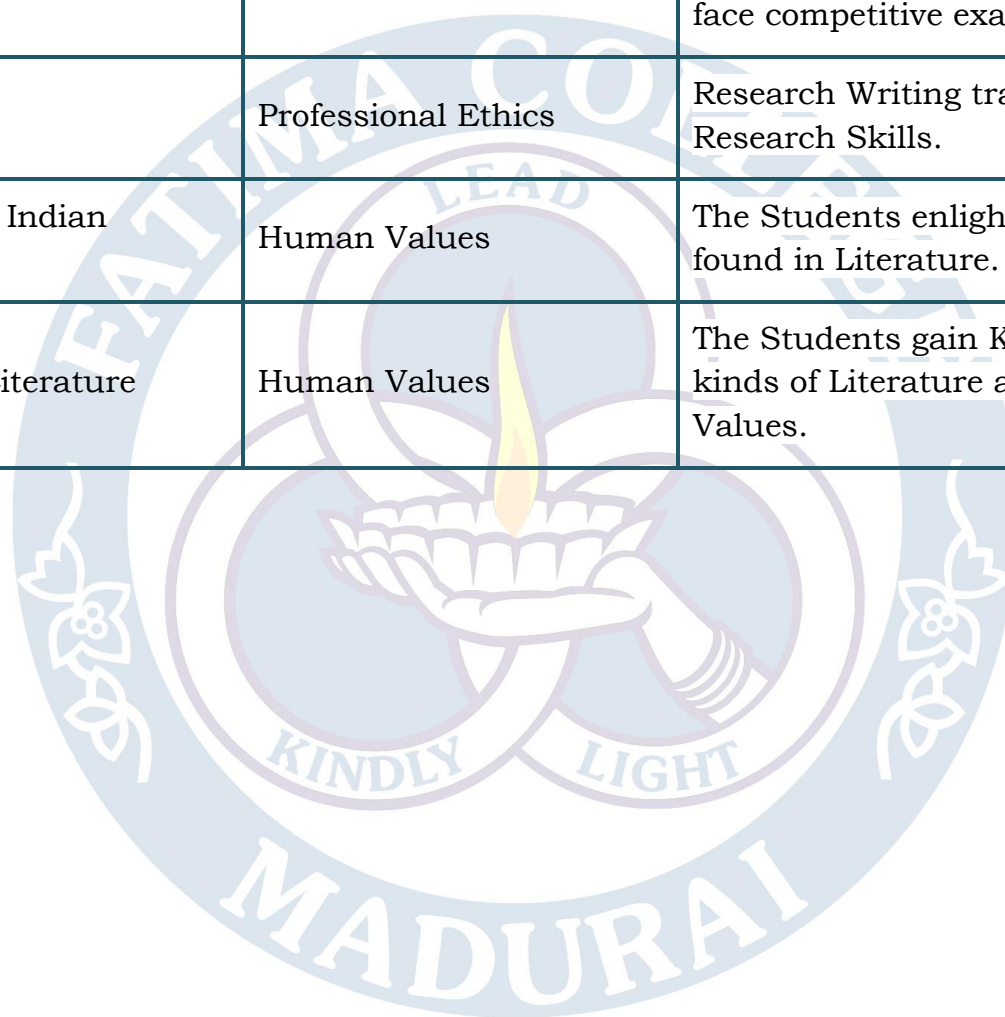 face competitive exa
Professional Ethics
Research Writing tra
Research Skills.
Indian
Human Values
The Students enligh
found in Literature.
iterature
Human Values
The Students gain K
kinds of Literature a
Values.
FATIMA COLLEGE
LEAD
KINDLY LIGHT
MADURAI